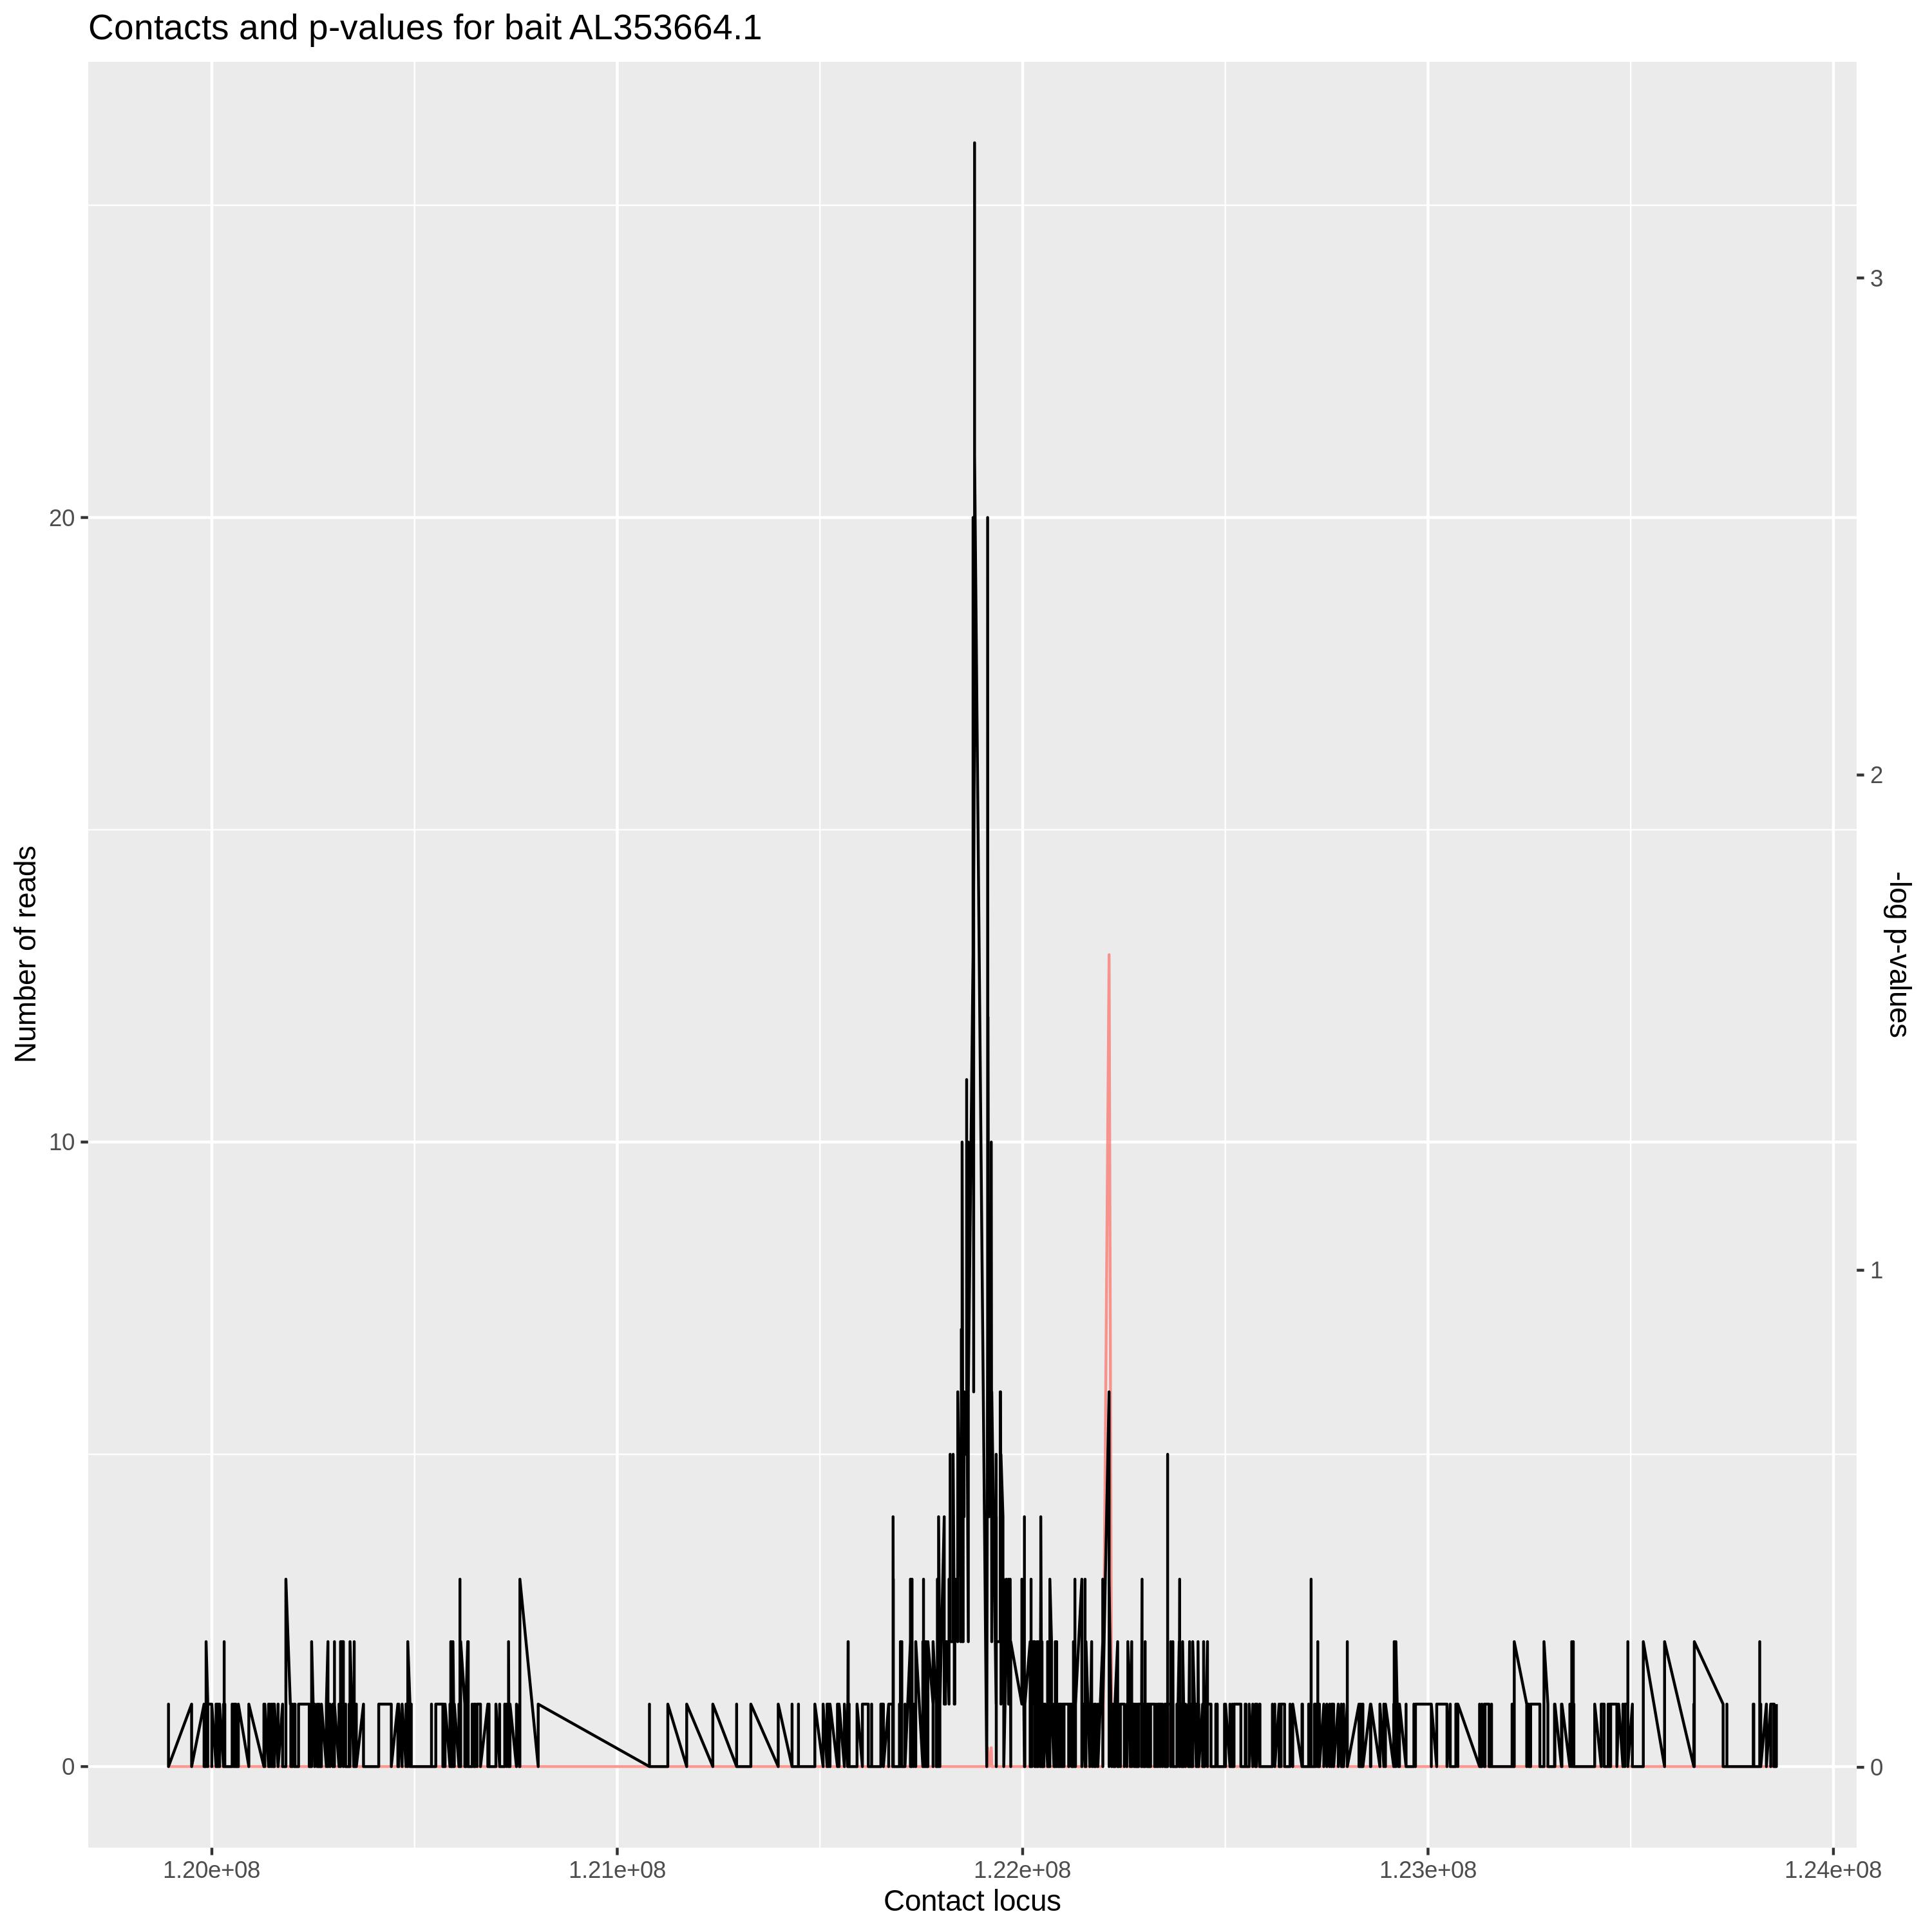 Contacts and p-values for bait AL353664.1
Number of reads
20
10
0
3
2
1
0
-log p-values
1.20e+08
1.21e+08
1.22e+08
1.23e+08
1.24e+08
Contact locus